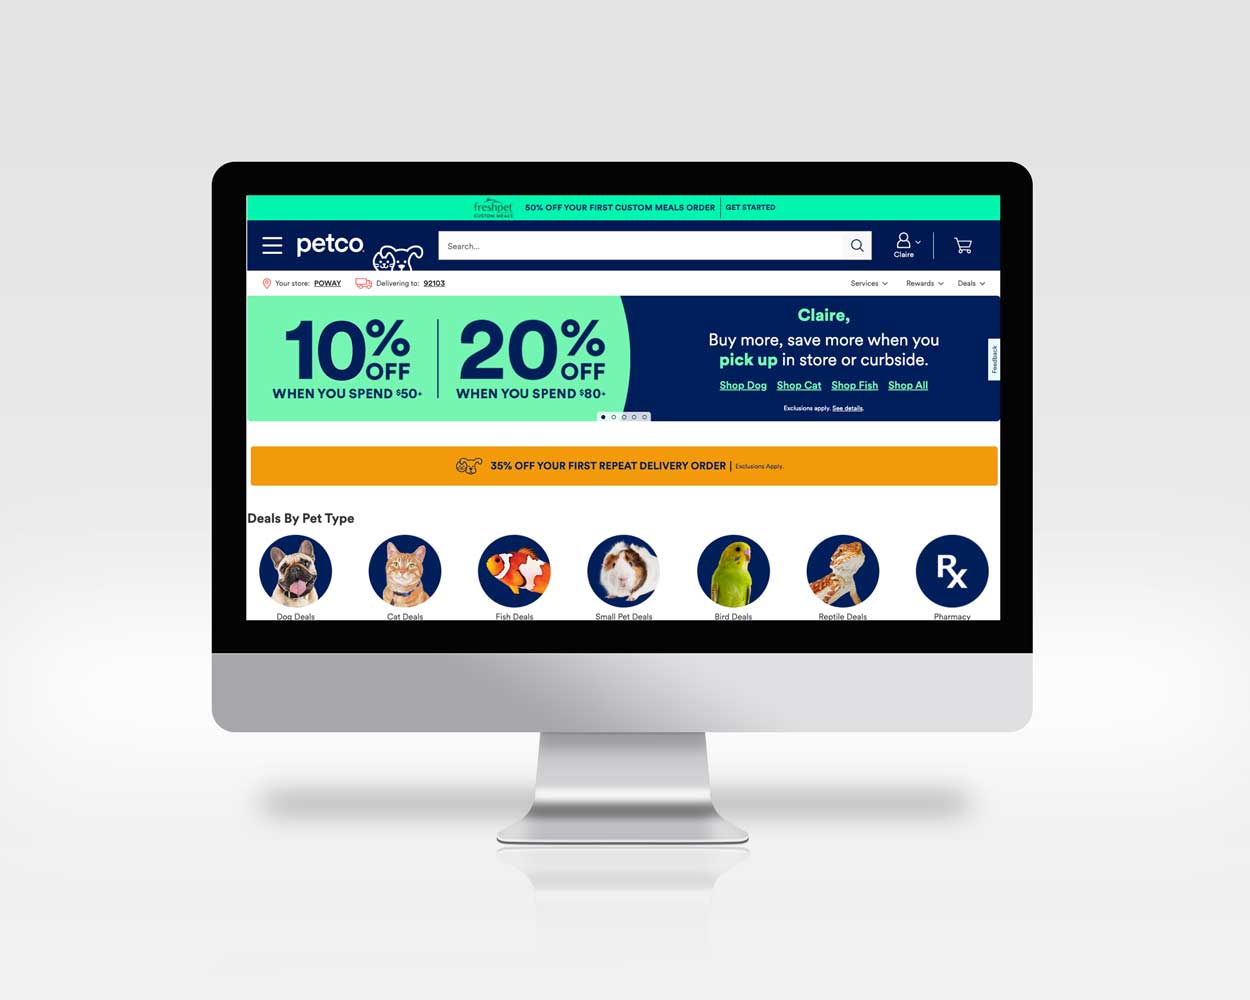 freshpet
CUSTOM MEALS
50% OFF YOUR FIRST CUSTOM MEALS ORDER
GET STARTED
petco
Search...
Claire
Your store: POWAY
Delivering to: 92103
Services
Rewards
Deals
10% OFF
WHEN YOU SPEND $50+
20% OFF
WHEN YOU SPEND $80+
Claire,
Buy more, save more when you
pick up in store or curbside.
Shop Dog Shop Cat Shop Fish Shop All
Exclusions apply. See details.
Feedback
35% OFF YOUR FIRST REPEAT DELIVERY ORDER | Exclusions Apply.
Deals By Pet Type
Rx
Dog Deals
Cat Deals
Fish Deals
Small Pet Deals
Bird Deals
Reptile Deals
Pharmacy